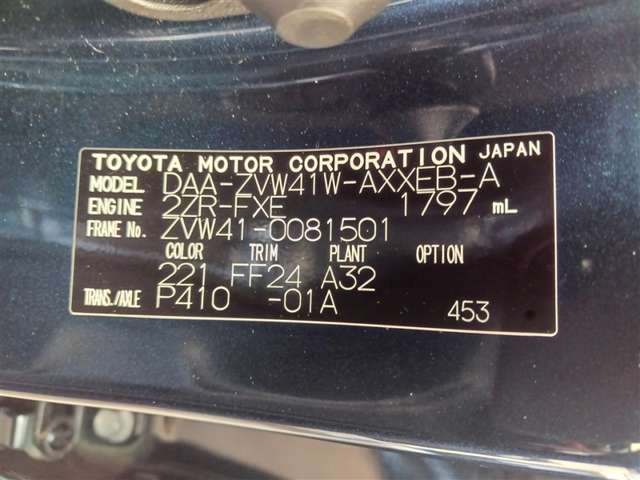 TOYOTA MOTOR CORPORATION JAPAN
MODEL DAA-ZVW41W-AXXEB-A
ENGINE 2ZR-FXE 1797 mL
FRAME No. ZVW41-0081501
COLOR TRIM PLANT OPTION
221 FF24 A32
TRANS./AXLE P410 -01A 453